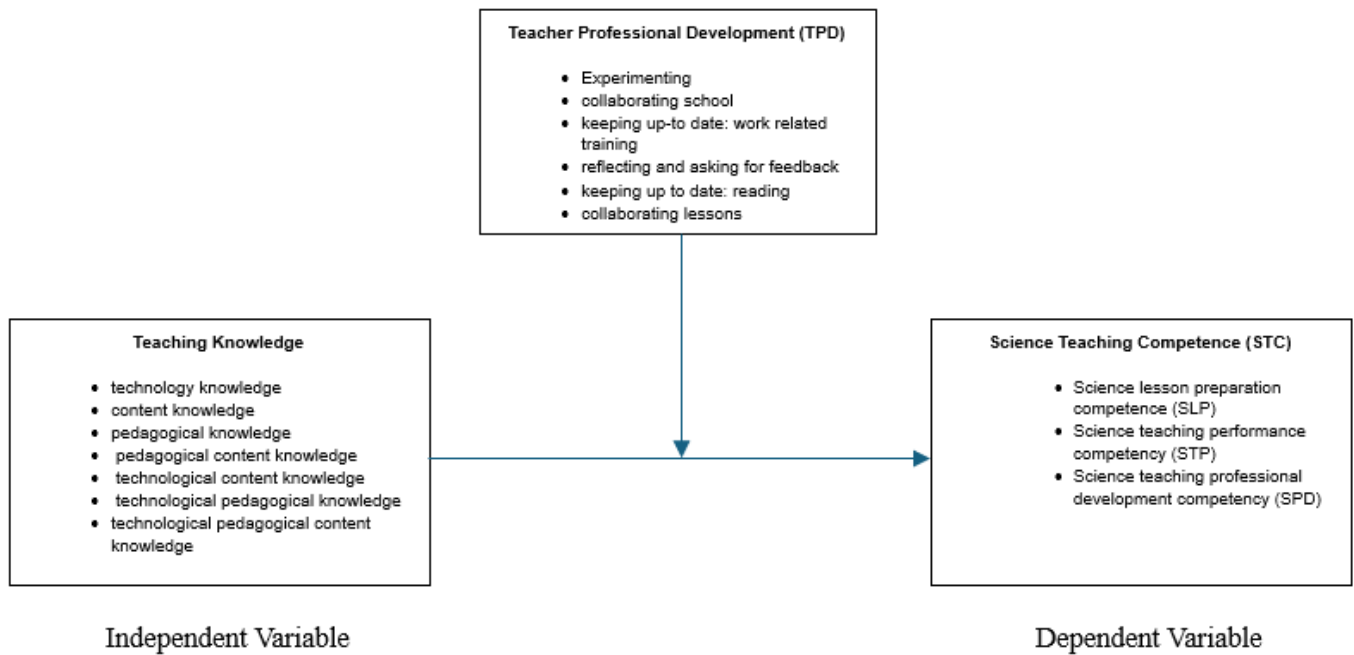 Teacher Professional Development (TPD)
• Experimenting
• collaborating school
• keeping up-to date: work related
training
• reflecting and asking for feedback
• keeping up to date: reading
• collaborating lessons
Teaching Knowledge
• technology knowledge
• content knowledge
• pedagogical knowledge
• pedagogical content knowledge
• technological content knowledge
• technological pedagogical knowledge
• technological pedagogical content
knowledge
Science Teaching Competence (STC)
• Science lesson preparation
competence (SLP)
• Science teaching performance
competency (STP)
• Science teaching professional
development competency (SPD)
Independent Variable
Dependent Variable